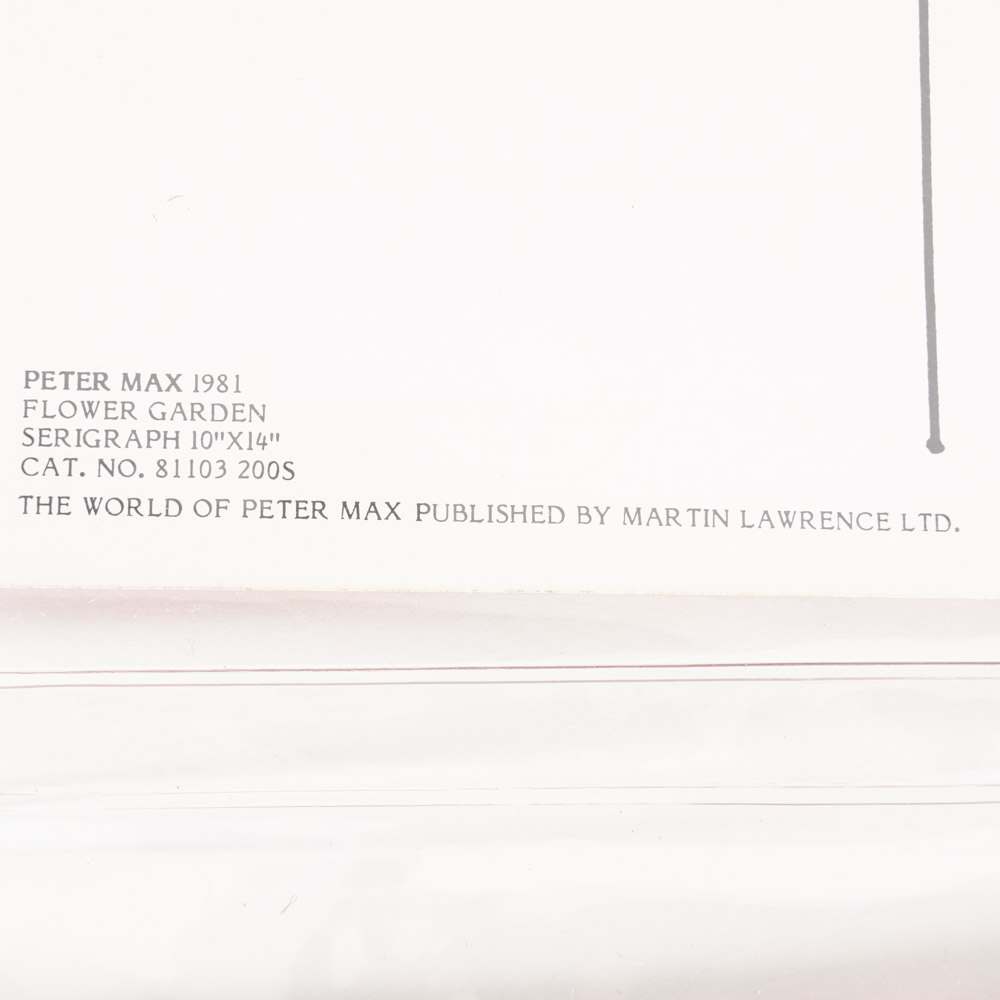 PETER MAX 1981
FLOWER GARDEN
SERIGRAPH 10"X14"
CAT. NO. 81103 200S
THE WORLD OF PETER MAX PUBLISHED BY MARTIN LAWRENCE LTD.